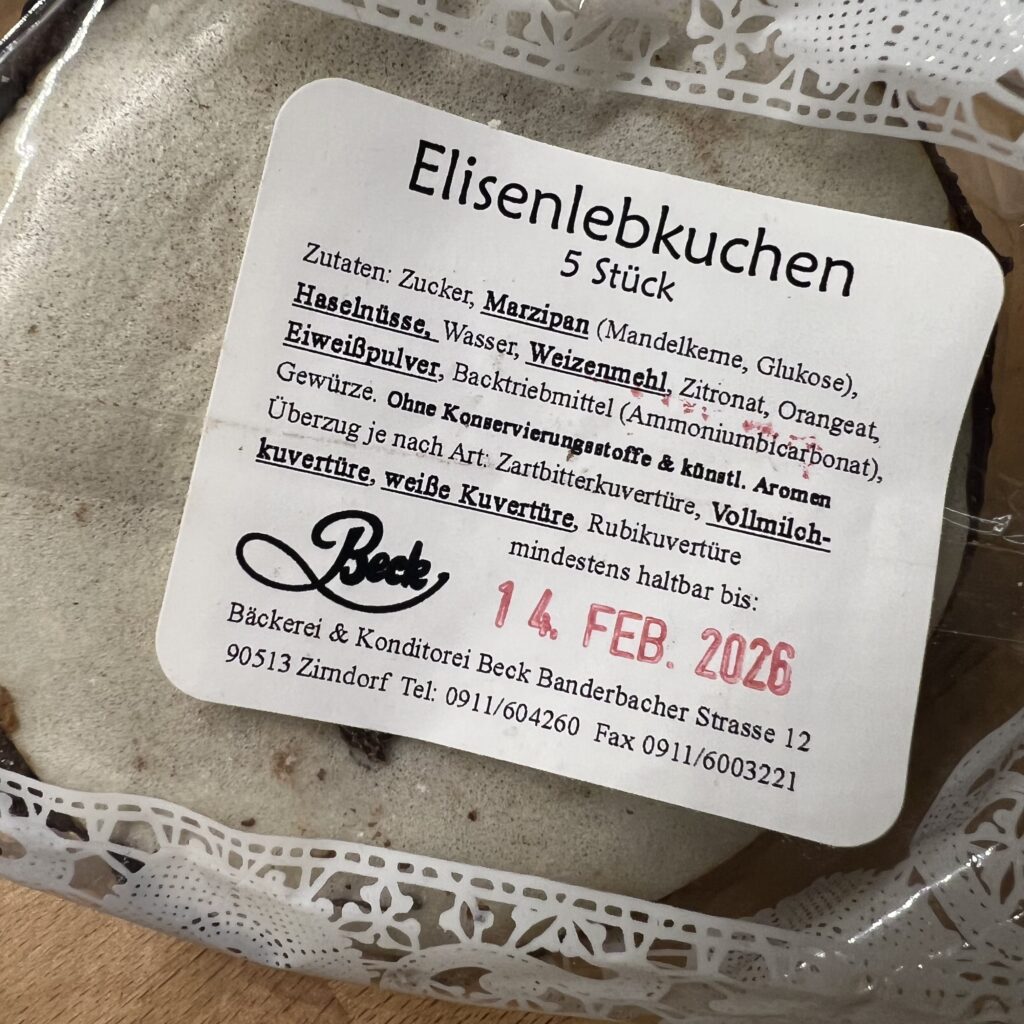 Elisenlebkuchen
5 Stück
Zutaten: Zucker, Marzipan (Mandelkerne, Glukose),
Haselnüsse, Wasser, Weizenmehl, Zitronat, Orangeat,
Eiweißpulver, Backtriebmittel (Ammoniumbicarbonat),
Gewürze. Ohne Konservierungsstoffe & künstl. Aromen
Überzug je nach Art: Zartbitterkuvertüre, Vollmilch-
kuvertüre, weiße Kuvertüre, Rubikuvertüre
mindestens haltbar bis:
Beck
14. FEB. 2026
Bäckerei & Konditorei Beck Banderbacher Strasse 12
90513 Zirndorf Tel: 0911/604260 Fax 0911/6003221